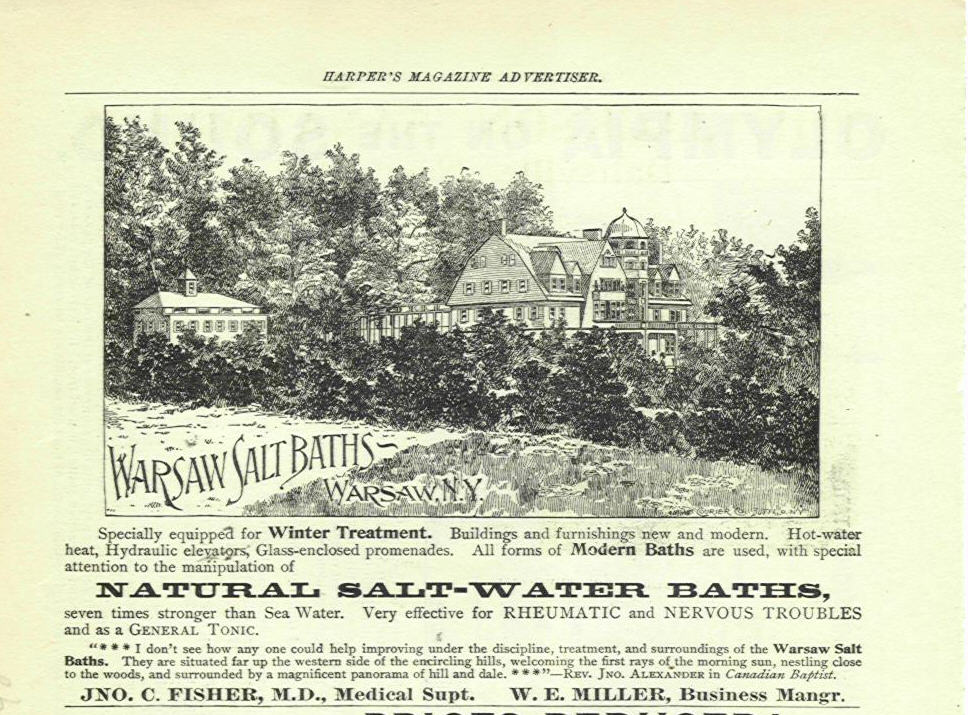 HARPER'S MAGAZINE ADVERTISER.
WARSAW SALT BATHS—
WARSAW, N.Y.
Specially equipped for Winter Treatment. Buildings and furnishings new and modern. Hot-water
heat, Hydraulic elevators, Glass-enclosed promenades. All forms of Modern Baths are used, with special
attention to the manipulation of
NATURAL SALT-WATER BATHS,
seven times stronger than Sea Water. Very effective for RHEUMATIC and NERVOUS TROUBLES
and as a GENERAL TONIC.
"* * * I don't see how any one could help improving under the discipline, treatment, and surroundings of the Warsaw Salt
Baths. They are situated far up the western side of the encircling hills, welcoming the first rays of the morning sun, nestling close
to the woods, and surrounded by a magnificent panorama of hill and dale. * * *"—REV. JNO. ALEXANDER in Canadian Baptist.
JNO. C. FISHER, M.D., Medical Supt. W. E. MILLER, Business Mangr.
PRICES REDUCED!